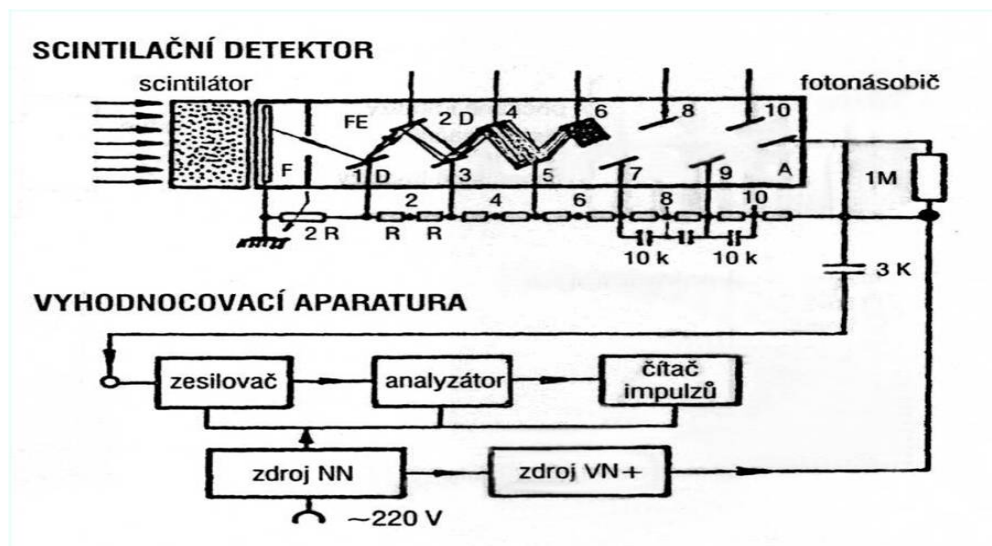 SCINTILAČNÍ DETEKTOR
scintilátor
fotonásobič
FE
2 D
4
6
8
10
F
1 D
3
5
7
9
A
1M
2
4
6
8
10
2 R
R
R
10 k
10 k
3 K
VYHODNOCOVACÍ APARATURA
zesilovač
analyzátor
čítač
impulzů
zdroj NN
zdroj VN+
~220 V